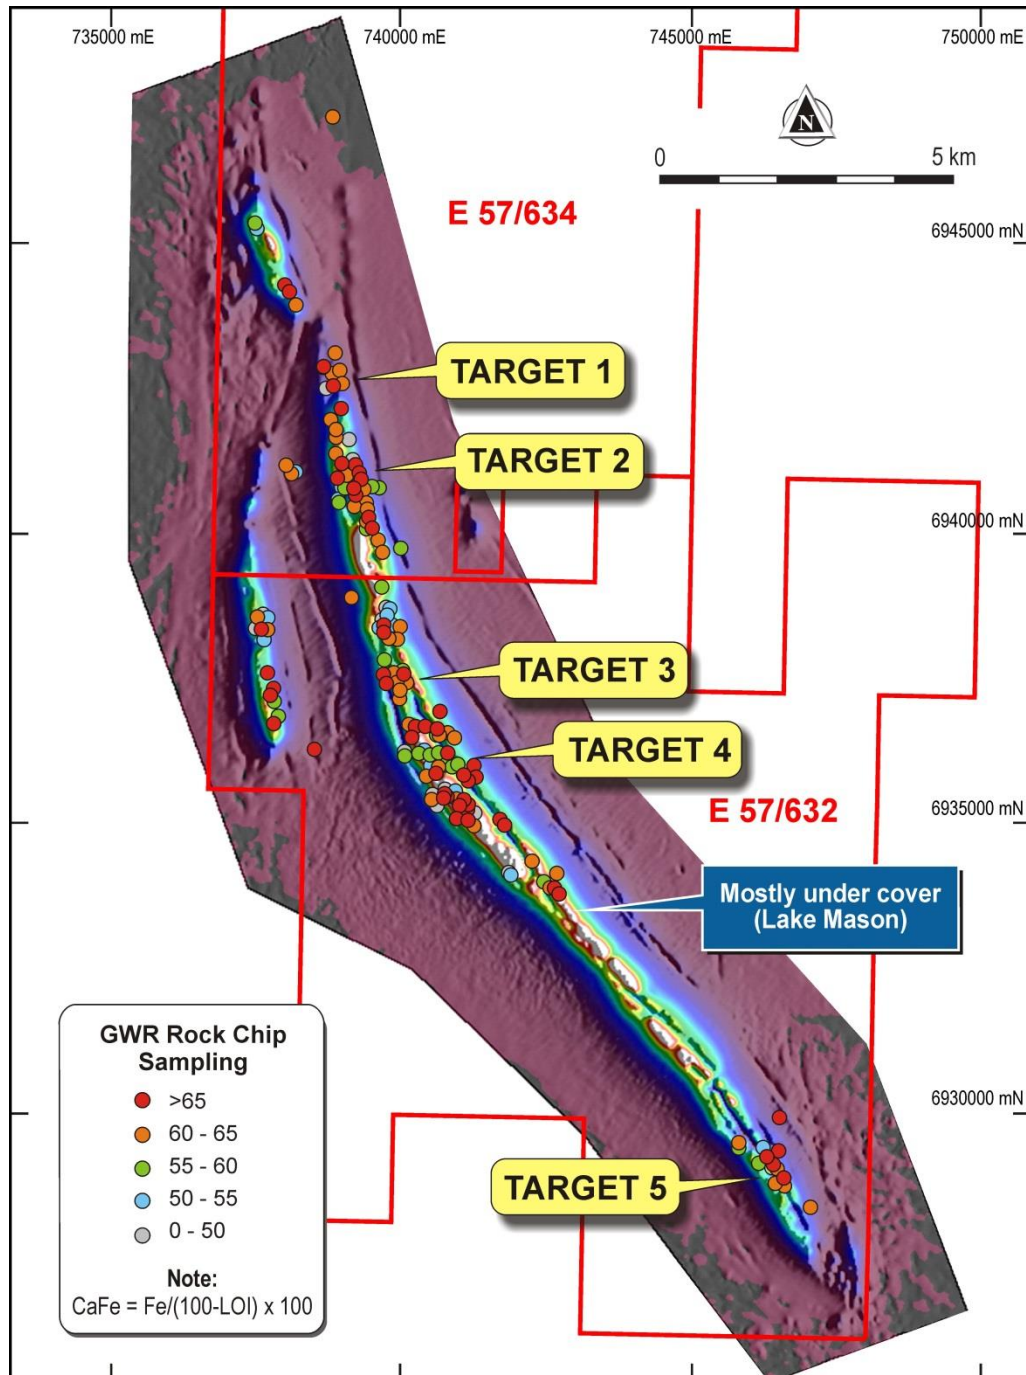 735000 mE
740000 mE
745000 mE
750000 mE
N
0
5 km
E 57/634
6945000 mN
TARGET 1
TARGET 2
6940000 mN
TARGET 3
TARGET 4
E 57/632
6935000 mN
Mostly under cover
(Lake Mason)
GWR Rock Chip
Sampling
>65
60 - 65
55 - 60
50 - 55
0 - 50
Note:
CaFe = Fe/(100-LOI) x 100
6930000 mN
TARGET 5